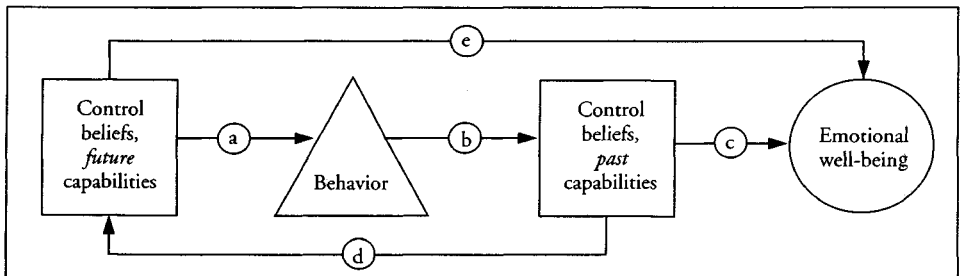 e
Control
beliefs,
future
capabilities
a
Behavior
b
Control
beliefs,
past
capabilities
c
Emotional
well-being
d